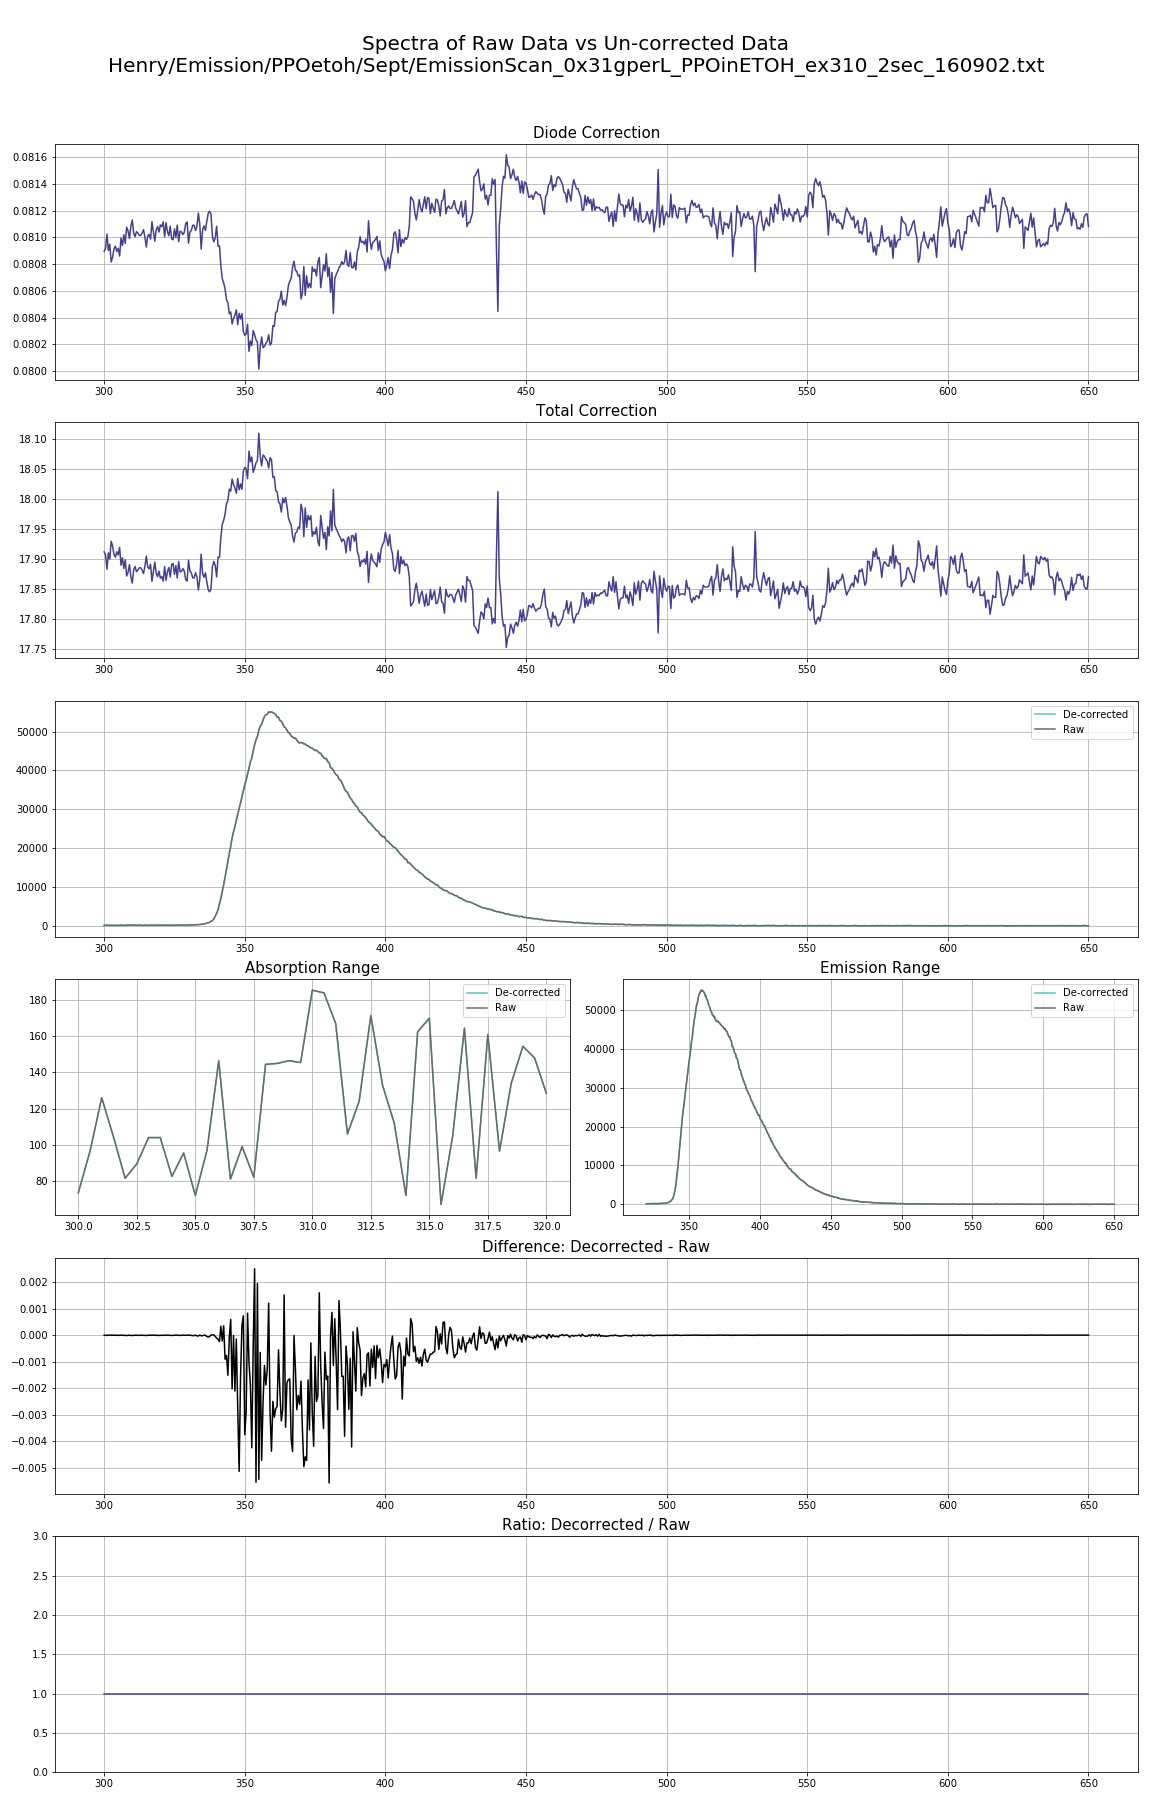 Spectra of Raw Data vs Un-corrected Data
Henry/Emission/PPOetoh/Sept/EmissionScan_0x31gperL_PPOinETOH_ex310_2sec_160902.txt
Diode Correction
0.0816
0.0814
0.0812
0.0810
0.0808
0.0806
0.0804
0.0802
0.0800
300 350 400 450 500 550 600 650
Total Correction
18.10
18.05
18.00
17.95
17.90
17.85
17.80
17.75
300 350 400 450 500 550 600 650
De-corrected
Raw
50000
40000
30000
20000
10000
0
300 350 400 450 500 550 600 650
Absorption Range
De-corrected
Raw
180
160
140
120
100
80
300.0 302.5 305.0 307.5 310.0 312.5 315.0 317.5 320.0
Emission Range
De-corrected
Raw
50000
40000
30000
20000
10000
0
350 400 450 500 550 600 650
Difference: Decorrected - Raw
0.002
0.001
0.000
−0.001
−0.002
−0.003
−0.004
−0.005
300 350 400 450 500 550 600 650
Ratio: Decorrected / Raw
3.0
2.5
2.0
1.5
1.0
0.5
0.0
300 350 400 450 500 550 600 650